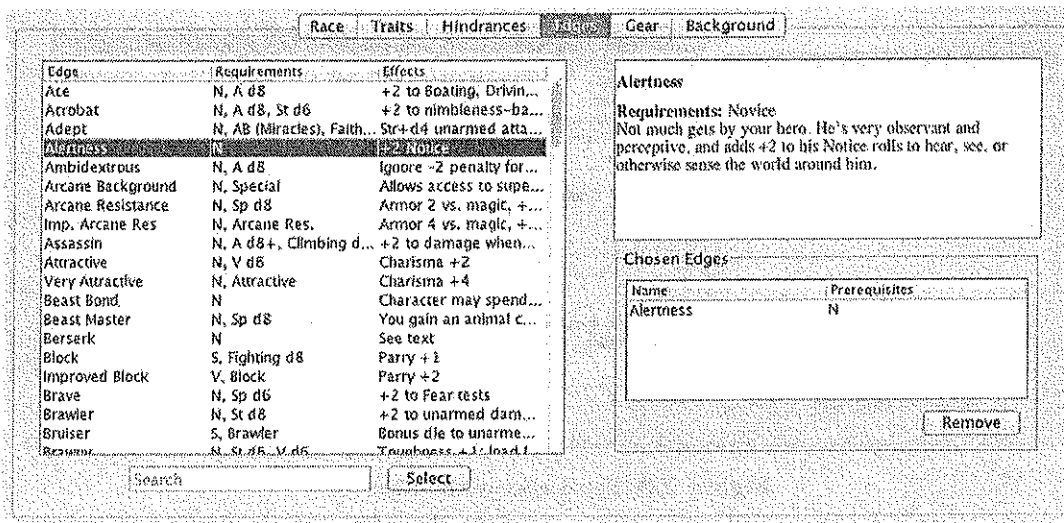 Race Traits Hindrances Edges Gear Background
Edge Requirements Effects
Ace N, A d8 +2 to Boating, Drivin...
Acrobat N, A d8, St d6 +2 to nimbleness-ba...
Adept N, AB (Miracles), Faith... Str+d4 unarmed atta...
Alertness N +2 Notice
Ambidextrous N, A d8 Ignore -2 penalty for...
Arcane Background N, Special Allows access to supe...
Arcane Resistance N, Sp d8 Armor 2 vs. magic, +...
Imp. Arcane Res N, Arcane Res. Armor 4 vs. magic, +...
Assassin N, A d8+, Climbing d... +2 to damage when...
Attractive N, V d6 Charisma +2
Very Attractive N, Attractive Charisma +4
Beast Bond N Character may spend...
Beast Master N, Sp d8 You gain an animal c...
Berserk N See text
Block S, Fighting d8 Parry +1
Improved Block V, Block Parry +2
Brave N, Sp d6 +2 to Fear tests
Brawler N, St d8 +2 to unarmed dam...
Bruiser S, Brawler Bonus die to unarme...
Brawny N, St d6, V d6 Toughness +1; load l...
Search Select
Alertness
Requirements: Novice
Not much gets by your hero. He's very observant and
perceptive, and adds +2 to his Notice rolls to hear, see, or
otherwise sense the world around him.
Chosen Edges
Name Prerequisites
Alertness N
Remove